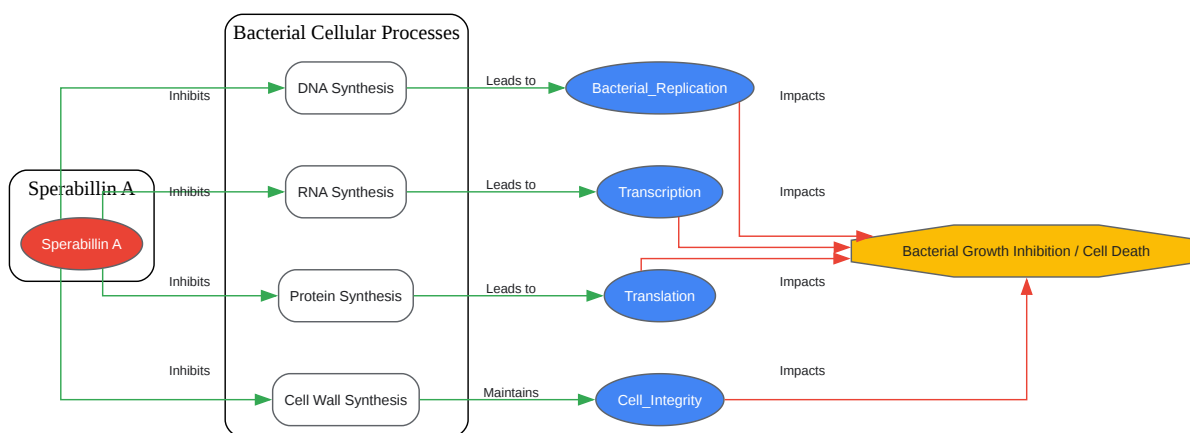 Bacterial Cellular Processes
DNA Synthesis
RNA Synthesis
Protein Synthesis
Cell Wall Synthesis
Sperabillin A
Sperabillin A
Inhibits
Inhibits
Inhibits
Inhibits
Leads to
Leads to
Leads to
Maintains
Bacterial_Replication
Transcription
Translation
Cell_Integrity
Impacts
Impacts
Impacts
Impacts
Bacterial Growth Inhibition / Cell Death